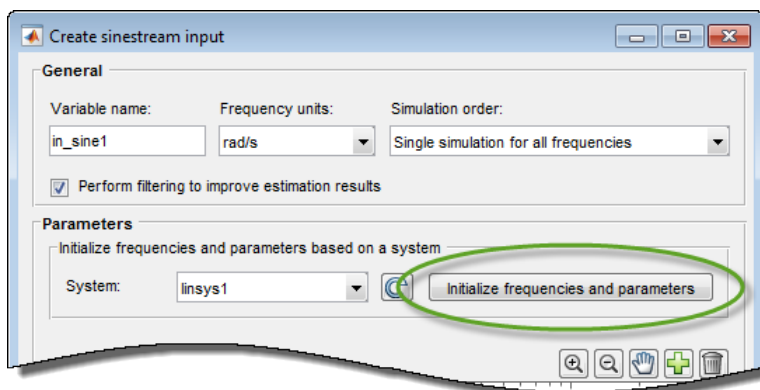 Create sinestream input
General
Variable name: Frequency units: Simulation order:
in_sine1 rad/s Single simulation for all frequencies
Perform filtering to improve estimation results
Parameters
Initialize frequencies and parameters based on a system
System: linsys1 Initialize frequencies and parameters